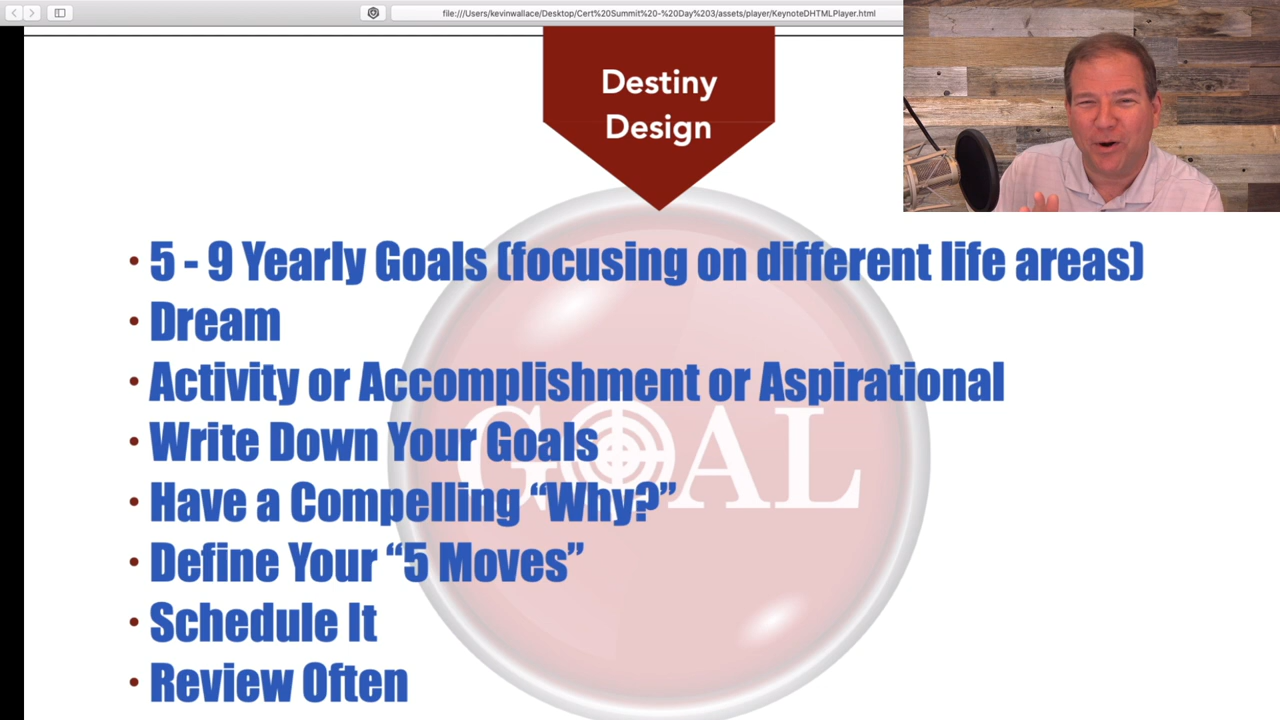 file:///Users/kevinwallace/Desktop/Cert%20Summit%20-%20Day%203/assets/player/KeynoteDHTMLPlayer.html
Destiny
Design
• 5 - 9 Yearly Goals (focusing on different life areas)
• Dream
• Activity or Accomplishment or Aspirational
GOAL
• Write Down Your Goals
• Have a Compelling “Why?”
• Define Your “5 Moves”
• Schedule It
• Review Often